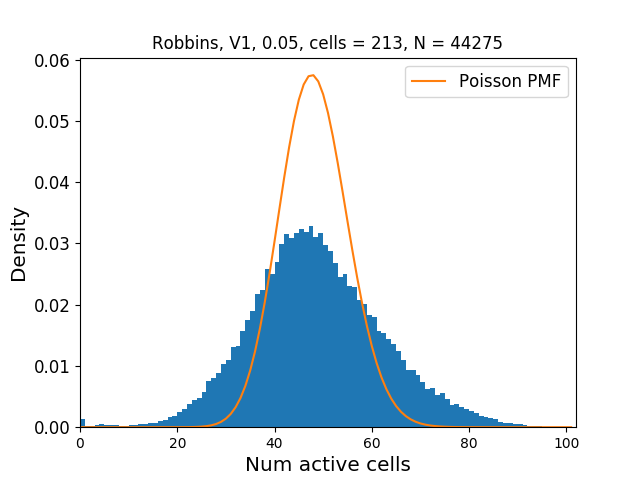 Robbins, V1, 0.05, cells = 213, N = 44275
Poisson PMF
0.06
0.05
0.04
0.03
0.02
0.01
0.00
Density
0 20 40 60 80 100
Num active cells